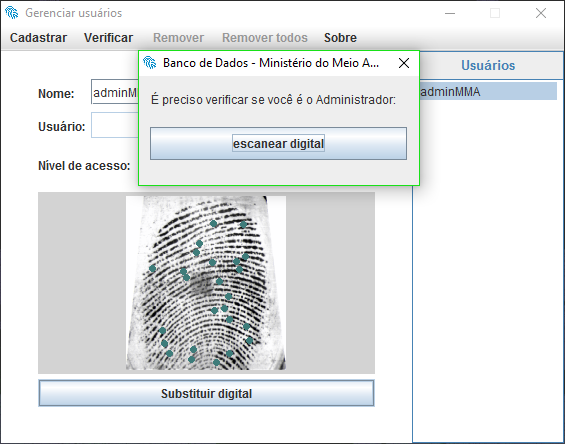 Gerenciar usuários
Cadastrar Verificar Remover Remover todos Sobre
Banco de Dados - Ministério do Meio A...
É preciso verificar se você é o Administrador:
escanear digital
Nome: adminM
Usuário:
Nível de acesso:
Substituir digital
Usuários
adminMMA